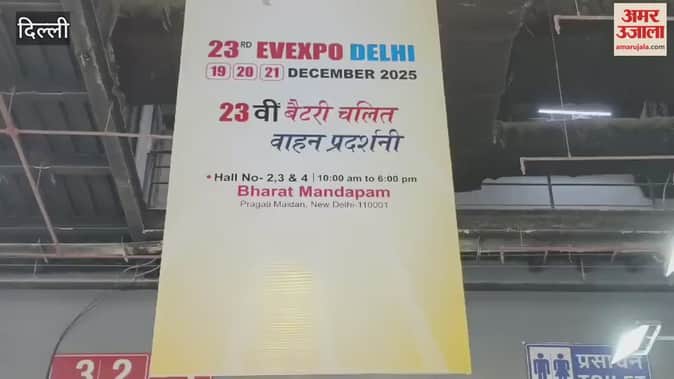 दिल्ली
अमर उजाला
amarujala.com
23RD EVEXPO DELHI
19 20 21 DECEMBER 2025
23 वीं बैटरी चलित
वाहन प्रदर्शनी
• Hall No- 2,3 & 4 | 10:00 am to 6:00 pm
Bharat Mandapam
Pragati Maidan, New Delhi-110001
3 2
प्रसाधन
TOILET